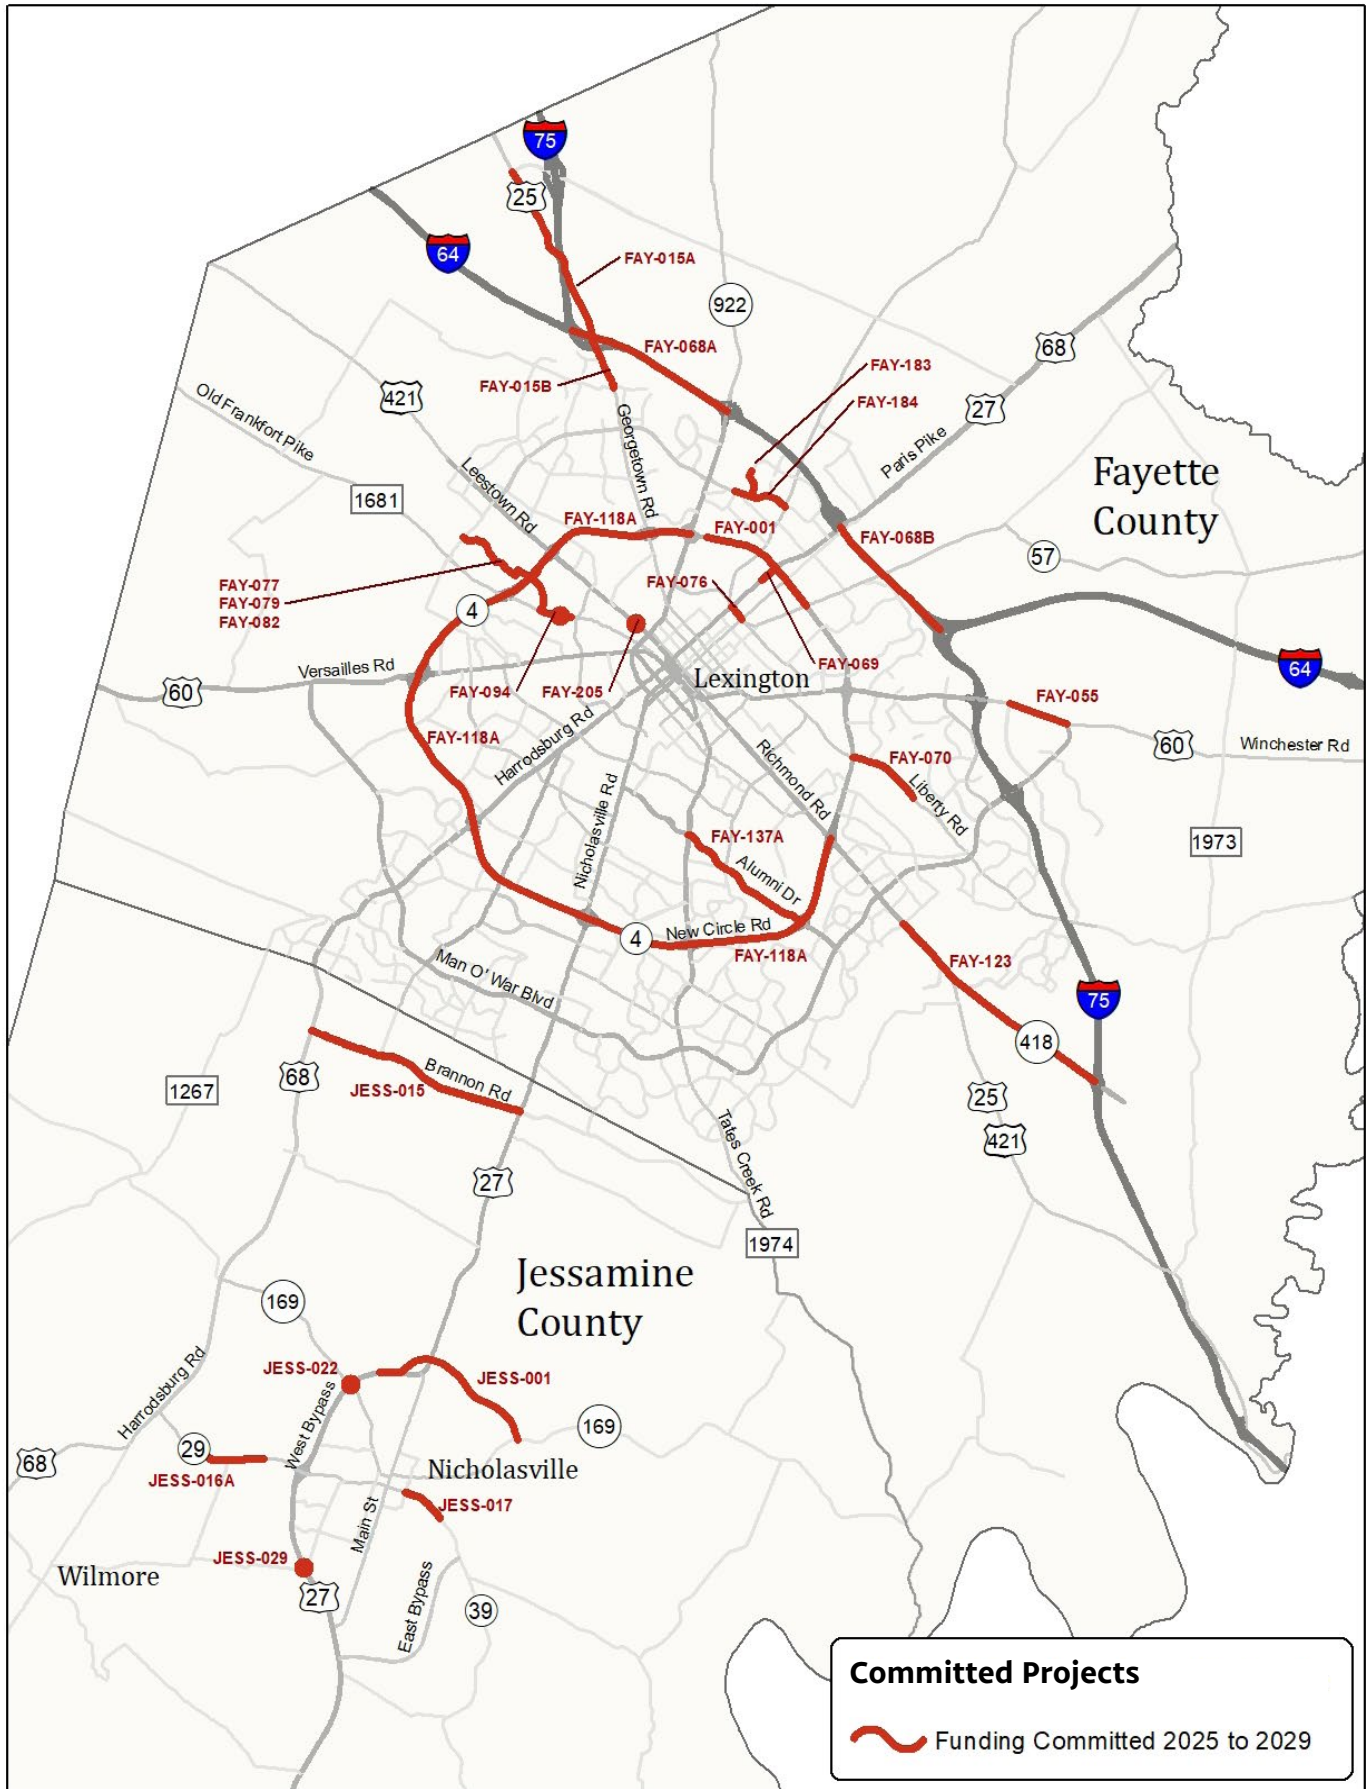 75
25
64
FAY-015A
922
FAY-068A
68
FAY-183
FAY-015B
421
FAY-184
27
Old Frankfort Pike
Georgetown Rd
Paris Pike
Fayette
County
Leestown Rd
1681
FAY-118A
FAY-001
FAY-068B
57
FAY-077
FAY-079
FAY-082
FAY-076
4
FAY-069
Versailles Rd
Lexington
64
60
FAY-094
FAY-205
FAY-055
FAY-118A
Harrodsburg Rd
Richmond Rd
FAY-070
60
Winchester Rd
Liberty Rd
Nicholasville Rd
FAY-137A
1973
Alumni Dr
4
New Circle Rd
FAY-118A
FAY-123
Man O' War Blvd
75
418
68
Brannon Rd
1267
JESS-015
25
421
Tates Creek Rd
27
1974
Jessamine
County
169
JESS-022
JESS-001
Harrodsburg Rd
West Bypass
169
29
68
JESS-016A
Nicholasville
JESS-017
Main St
JESS-029
Wilmore
27
East Bypass
39
Committed Projects
Funding Committed 2025 to 2029